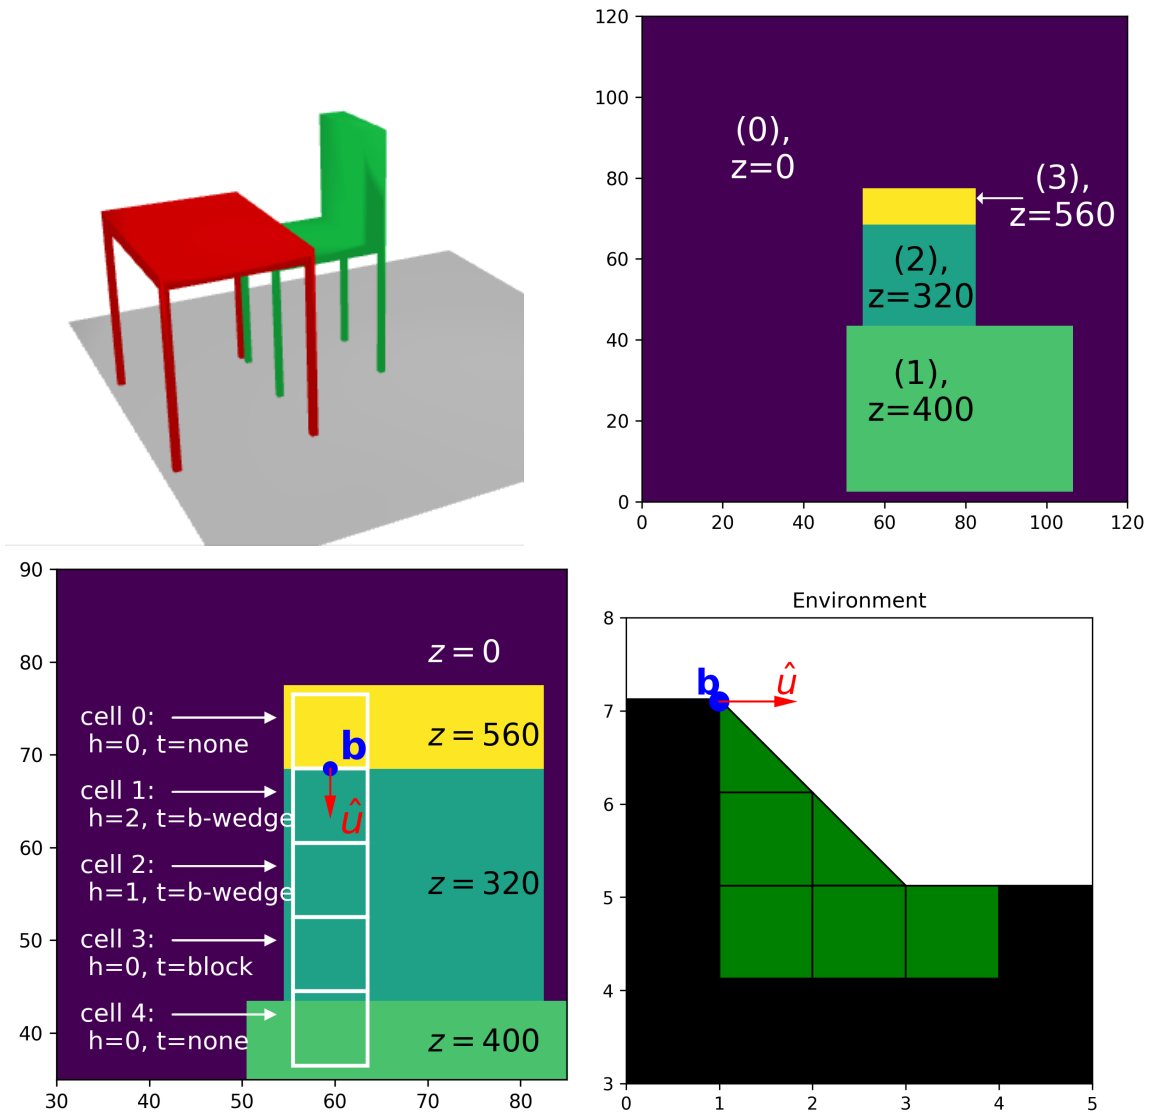 120
100
80
60
40
20
0
0 20 40 60 80 100 120
(0),
z=0
(3),
z=560
(2),
z=320
(1),
z=400
90
80
70
60
50
40
30 40 50 60 70 80
z = 0
cell 0:
h=0, t=none
z = 560
b
cell 1:
h=2, t=b-wedge
û
cell 2:
h=1, t=b-wedge
z = 320
cell 3:
h=0, t=block
cell 4:
h=0, t=none
z = 400
Environment
8
7
6
5
4
3
0 1 2 3 4 5
b
û